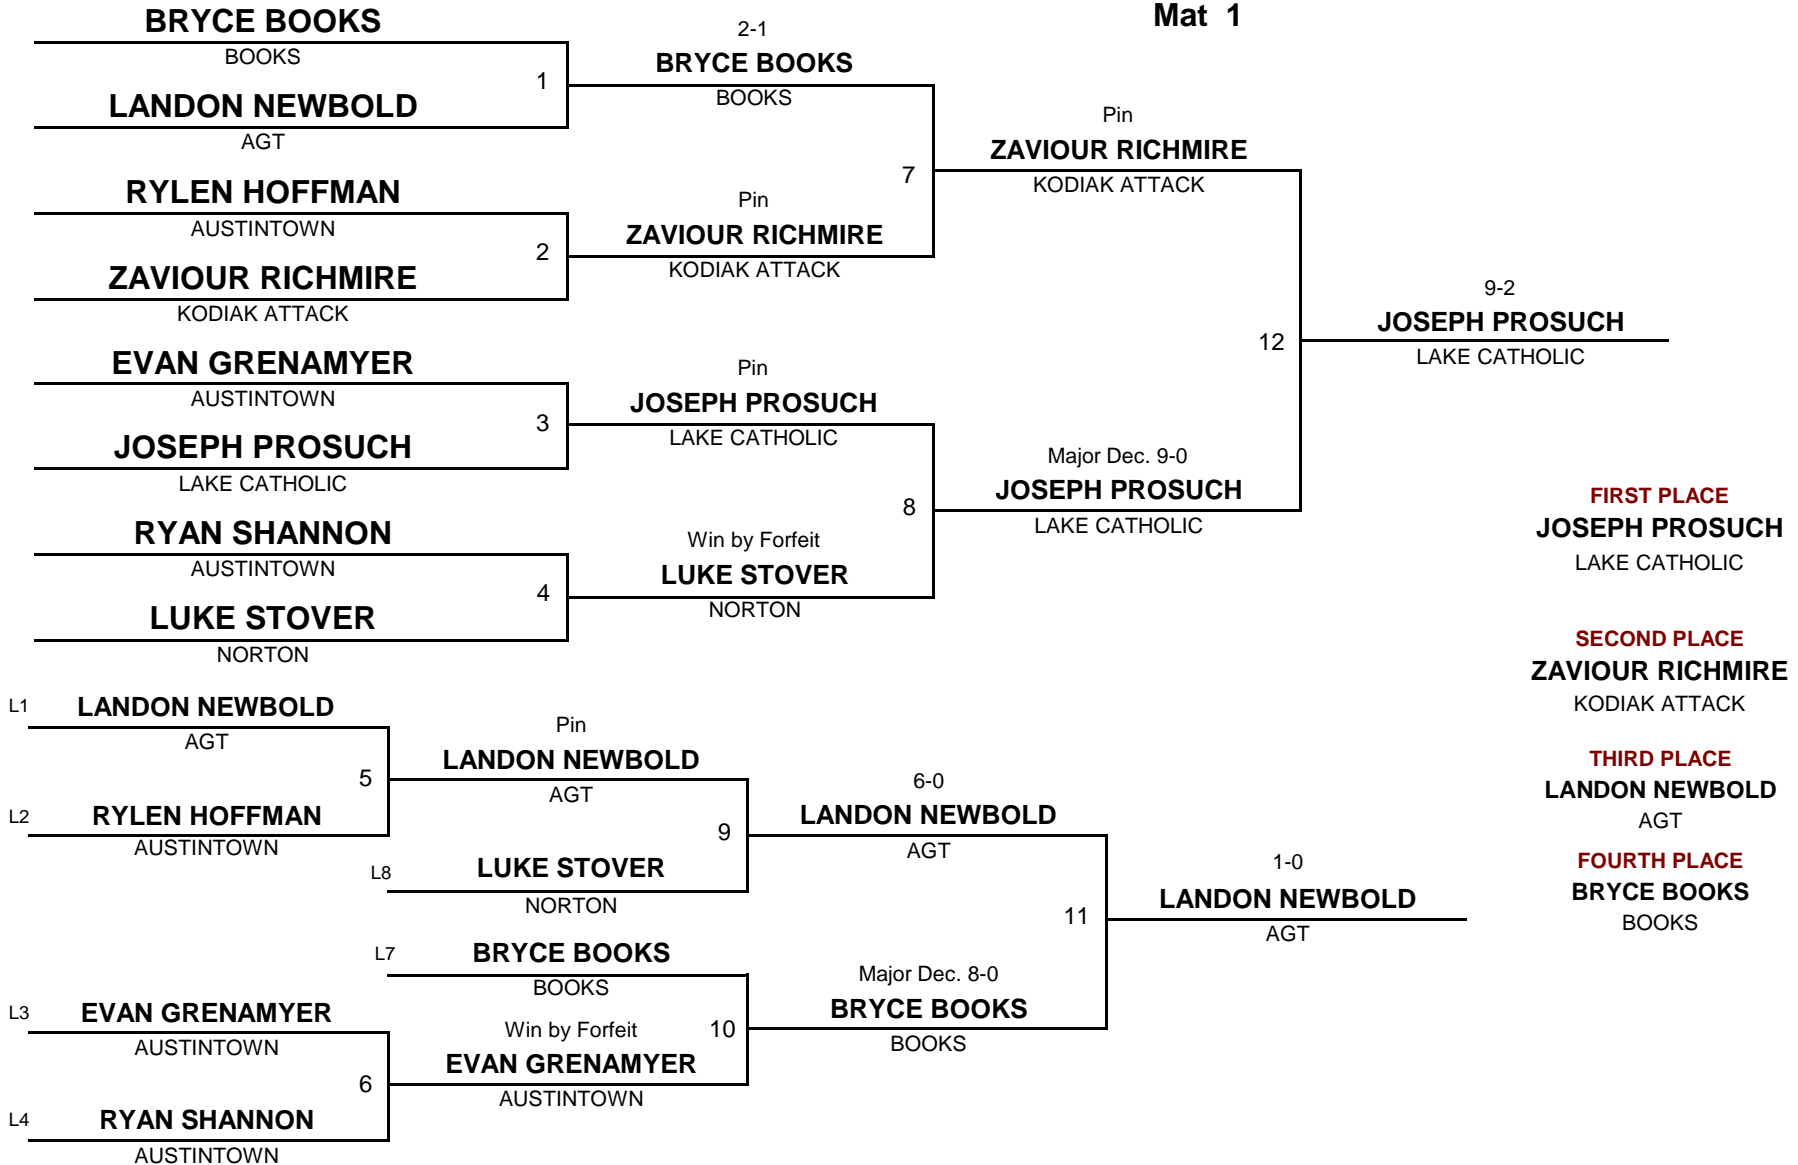 Mat 1
BRYCE BOOKS
BOOKS
1
LANDON NEWBOLD
AGT
RYLEN HOFFMAN
AUSTINTOWN
2
ZAVIOUR RICHMIRE
KODIAK ATTACK
EVAN GRENAMYER
AUSTINTOWN
3
JOSEPH PROSUCH
LAKE CATHOLIC
RYAN SHANNON
AUSTINTOWN
4
LUKE STOVER
NORTON
2-1
BRYCE BOOKS
BOOKS
7
Pin
ZAVIOUR RICHMIRE
KODIAK ATTACK
Pin
JOSEPH PROSUCH
LAKE CATHOLIC
8
Win by Forfeit
LUKE STOVER
NORTON
Pin
ZAVIOUR RICHMIRE
KODIAK ATTACK
12
Major Dec. 9-0
JOSEPH PROSUCH
LAKE CATHOLIC
9-2
JOSEPH PROSUCH
LAKE CATHOLIC
L1 LANDON NEWBOLD
AGT
5
L2 RYLEN HOFFMAN
AUSTINTOWN
L3 EVAN GRENAMYER
AUSTINTOWN
6
L4 RYAN SHANNON
AUSTINTOWN
Pin
LANDON NEWBOLD
AGT
9
L8 LUKE STOVER
NORTON
L7 BRYCE BOOKS
BOOKS
Win by Forfeit 10
EVAN GRENAMYER
AUSTINTOWN
6-0
LANDON NEWBOLD
AGT
11
Major Dec. 8-0
BRYCE BOOKS
BOOKS
1-0
LANDON NEWBOLD
AGT
FIRST PLACE
JOSEPH PROSUCH
LAKE CATHOLIC
SECOND PLACE
ZAVIOUR RICHMIRE
KODIAK ATTACK
THIRD PLACE
LANDON NEWBOLD
AGT
FOURTH PLACE
BRYCE BOOKS
BOOKS